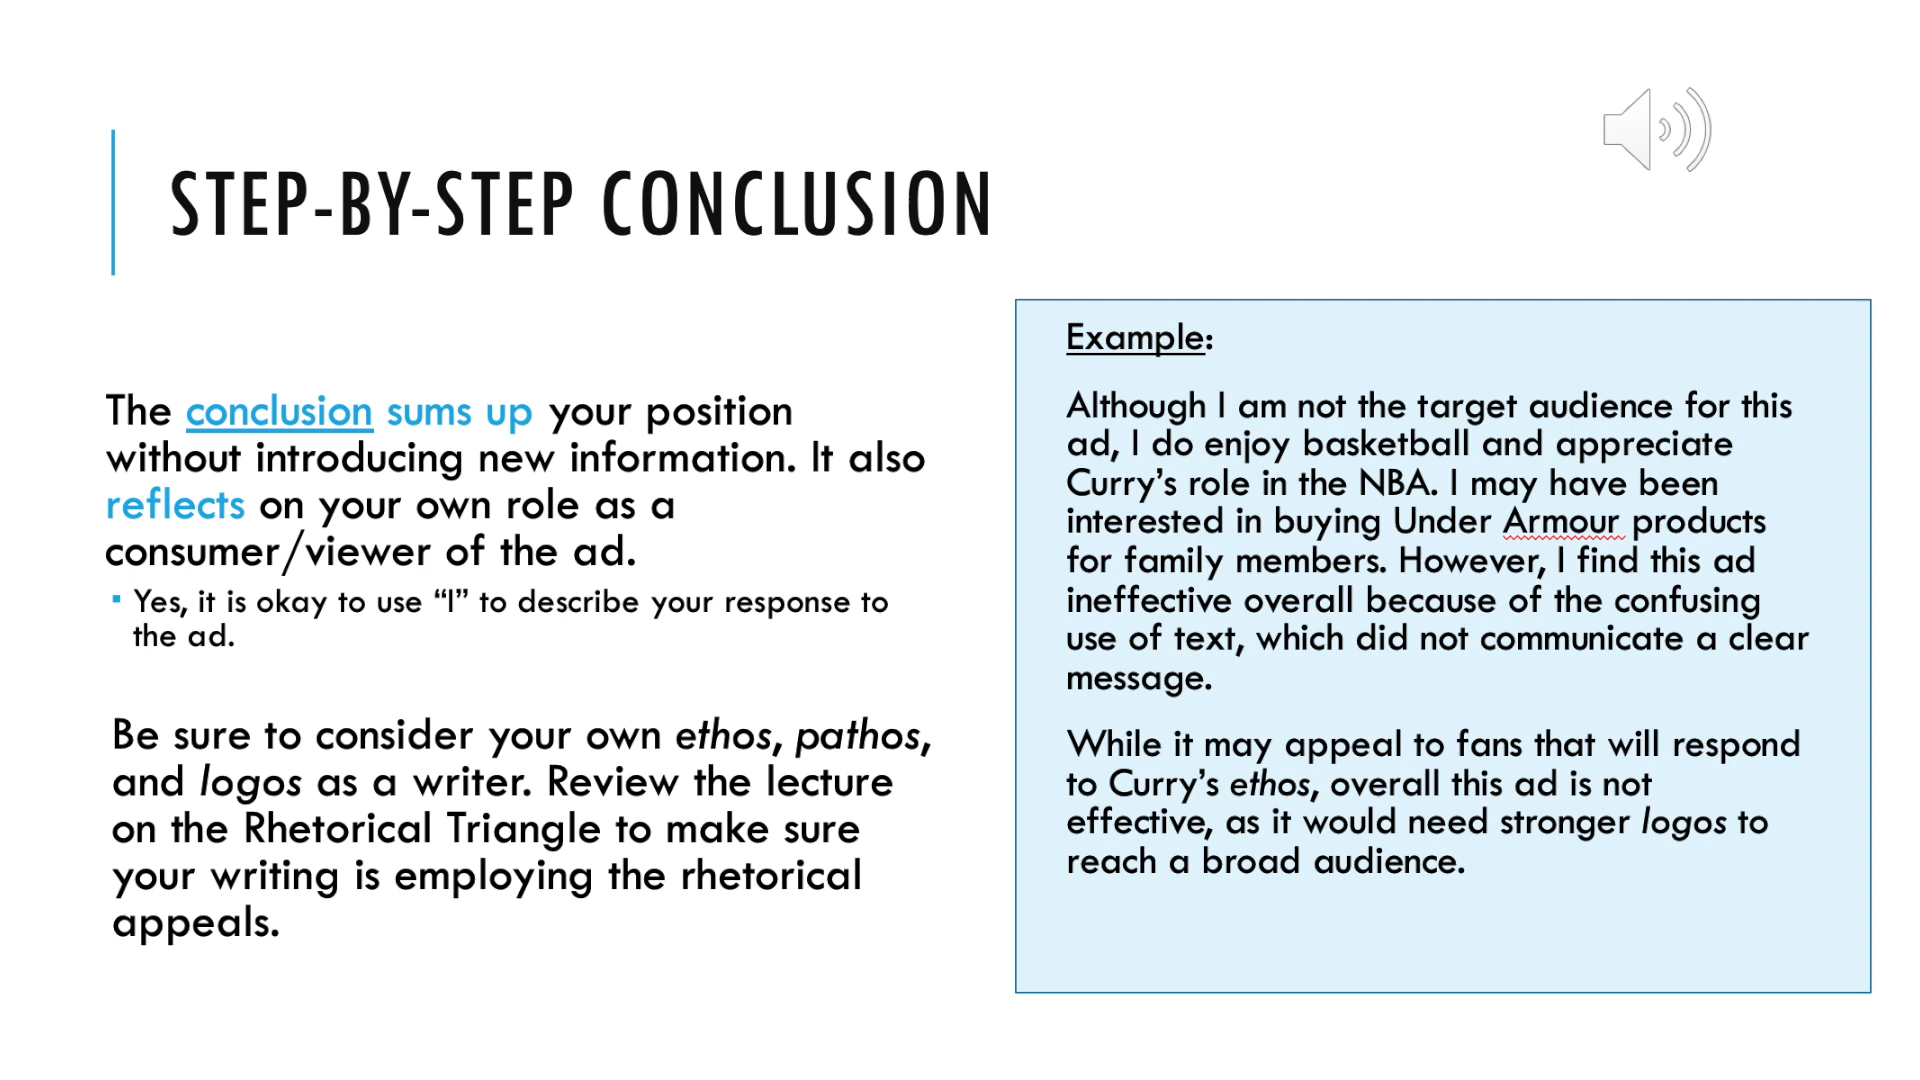 STEP-BY-STEP CONCLUSION
The conclusion sums up your position
without introducing new information. It also
reflects on your own role as a
consumer/viewer of the ad.
▪ Yes, it is okay to use “I” to describe your response to
the ad.
Be sure to consider your own ethos, pathos,
and logos as a writer. Review the lecture
on the Rhetorical Triangle to make sure
your writing is employing the rhetorical
appeals.
Example:
Although I am not the target audience for this
ad, I do enjoy basketball and appreciate
Curry’s role in the NBA. I may have been
interested in buying Under Armour products
for family members. However, I find this ad
ineffective overall because of the confusing
use of text, which did not communicate a clear
message.
While it may appeal to fans that will respond
to Curry’s ethos, overall this ad is not
effective, as it would need stronger logos to
reach a broad audience.